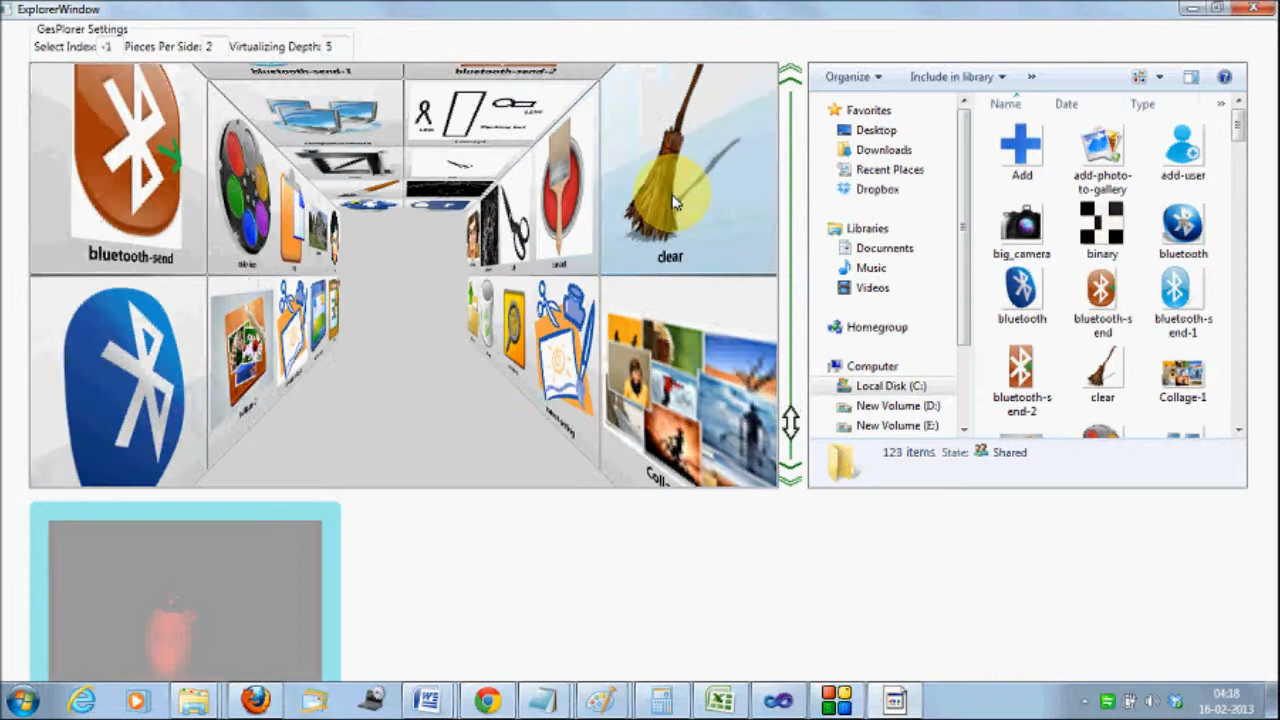 ExplorerWindow
GesPlorer Settings
Select Index: -1 Pieces Per Side: 2 Virtualizing Depth: 5
bluetooth-send-1 bluetooth-send-2
bluetooth-send
clear
Organize Include in library »
Favorites
Desktop
Downloads
Recent Places
Dropbox
Libraries
Documents
Music
Videos
Homegroup
Computer
Local Disk (C:)
New Volume (D:)
New Volume (E:)
Name Date Type »
Add add-photo-to-gallery add-user
big_camera binary bluetooth
bluetooth bluetooth-send bluetooth-send-1
bluetooth-send-2 clear Collage-1
123 items State: Shared
04:18
16-02-2013